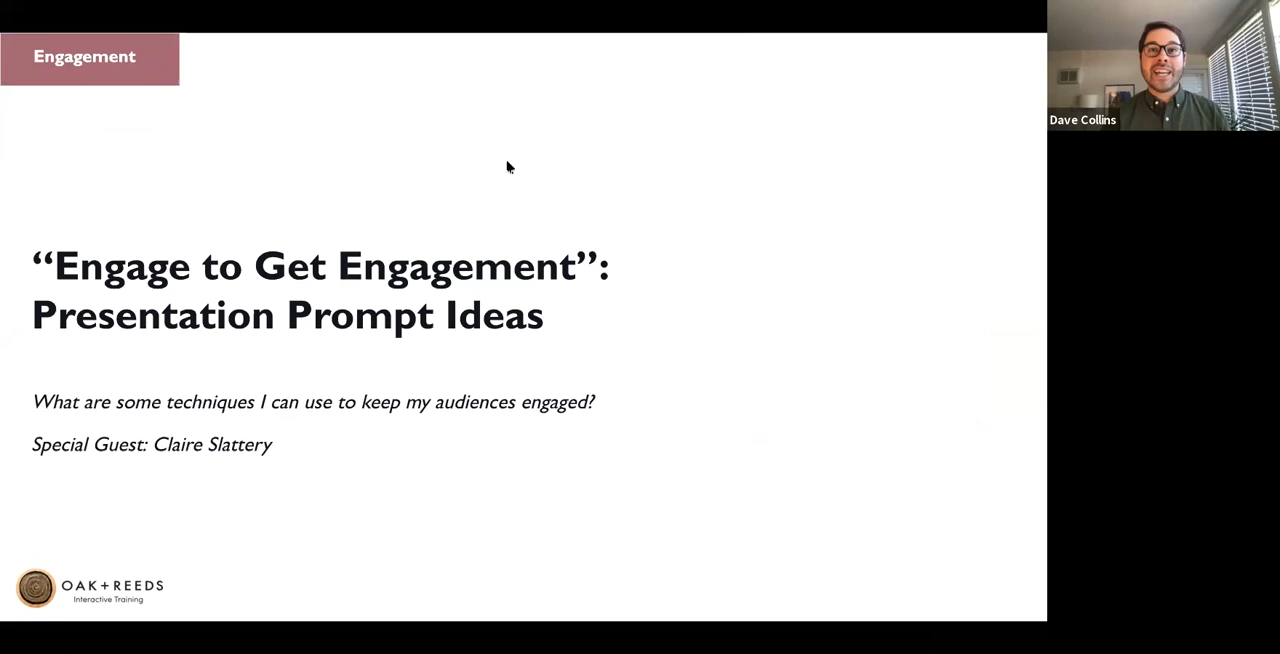 Engagement
Dave Collins
“Engage to Get Engagement”:
Presentation Prompt Ideas
What are some techniques I can use to keep my audiences engaged?
Special Guest: Claire Slattery
OAK+REEDS
Interactive Training